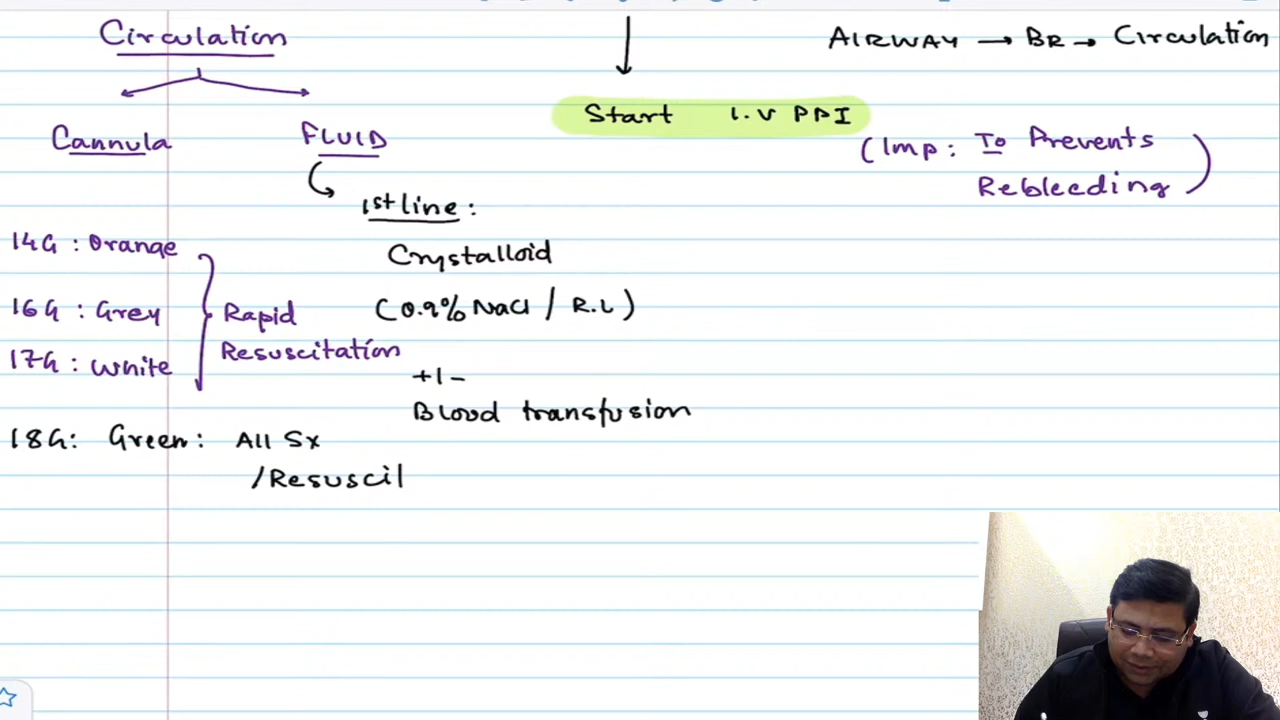 Circulation
AIRWAY → BR → Circulation
Start I.V PPI
Cannula
FLUID
(Imp: To Prevents
Rebleeding)
1st line:
14G: Orange
Crystalloid
16G: Grey
Rapid
(0.9% NaCl / R.L)
17G: White
Resuscitation
+/-
Blood transfusion
18G: Green: All Sx
/Resuscil